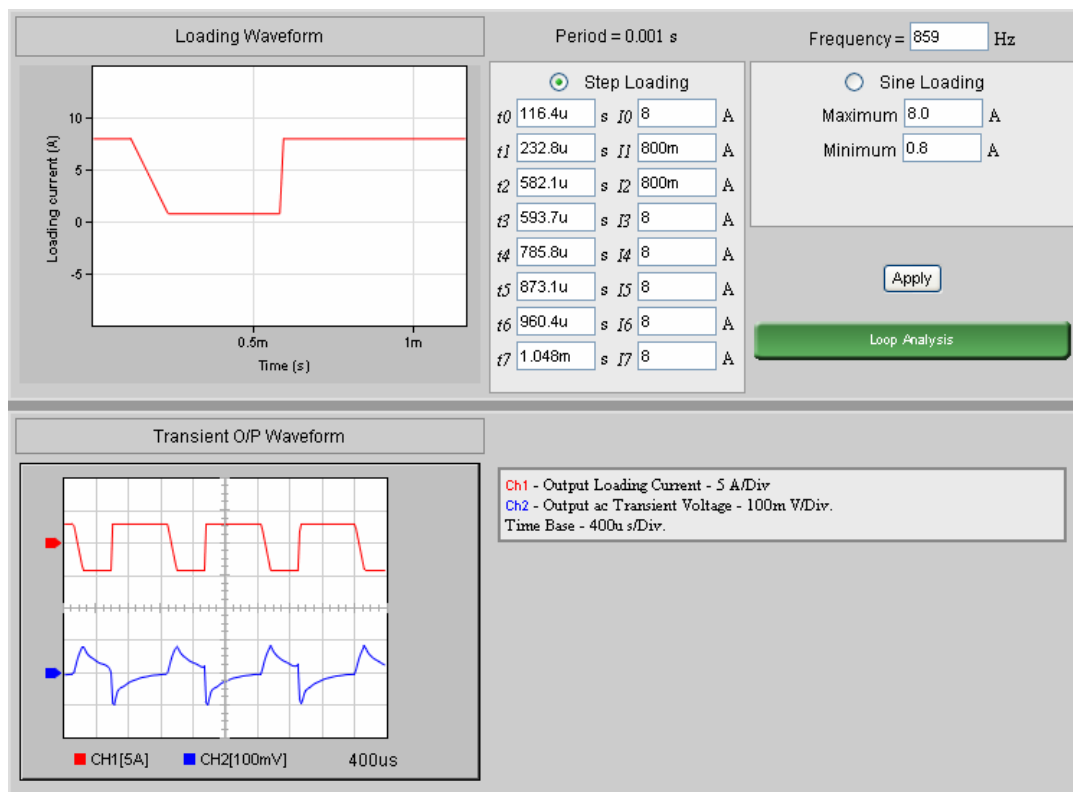 Loading Waveform
Period = 0.001 s
Frequency = 859 Hz
10
5
0
-5
Loading current (A)
0.5m 1m
Time (s)
Step Loading
t0 116.4u s I0 8 A
t1 232.8u s I1 800m A
t2 582.1u s I2 800m A
t3 593.7u s I3 8 A
t4 785.8u s I4 8 A
t5 873.1u s I5 8 A
t6 960.4u s I6 8 A
t7 1.048m s I7 8 A
Sine Loading
Maximum 8.0 A
Minimum 0.8 A
Apply
Loop Analysis
Transient O/P Waveform
CH1[5A] CH2[100mV] 400us
Ch1 - Output Loading Current - 5 A/Div
Ch2 - Output ac Transient Voltage - 100m V/Div.
Time Base - 400u s/Div.